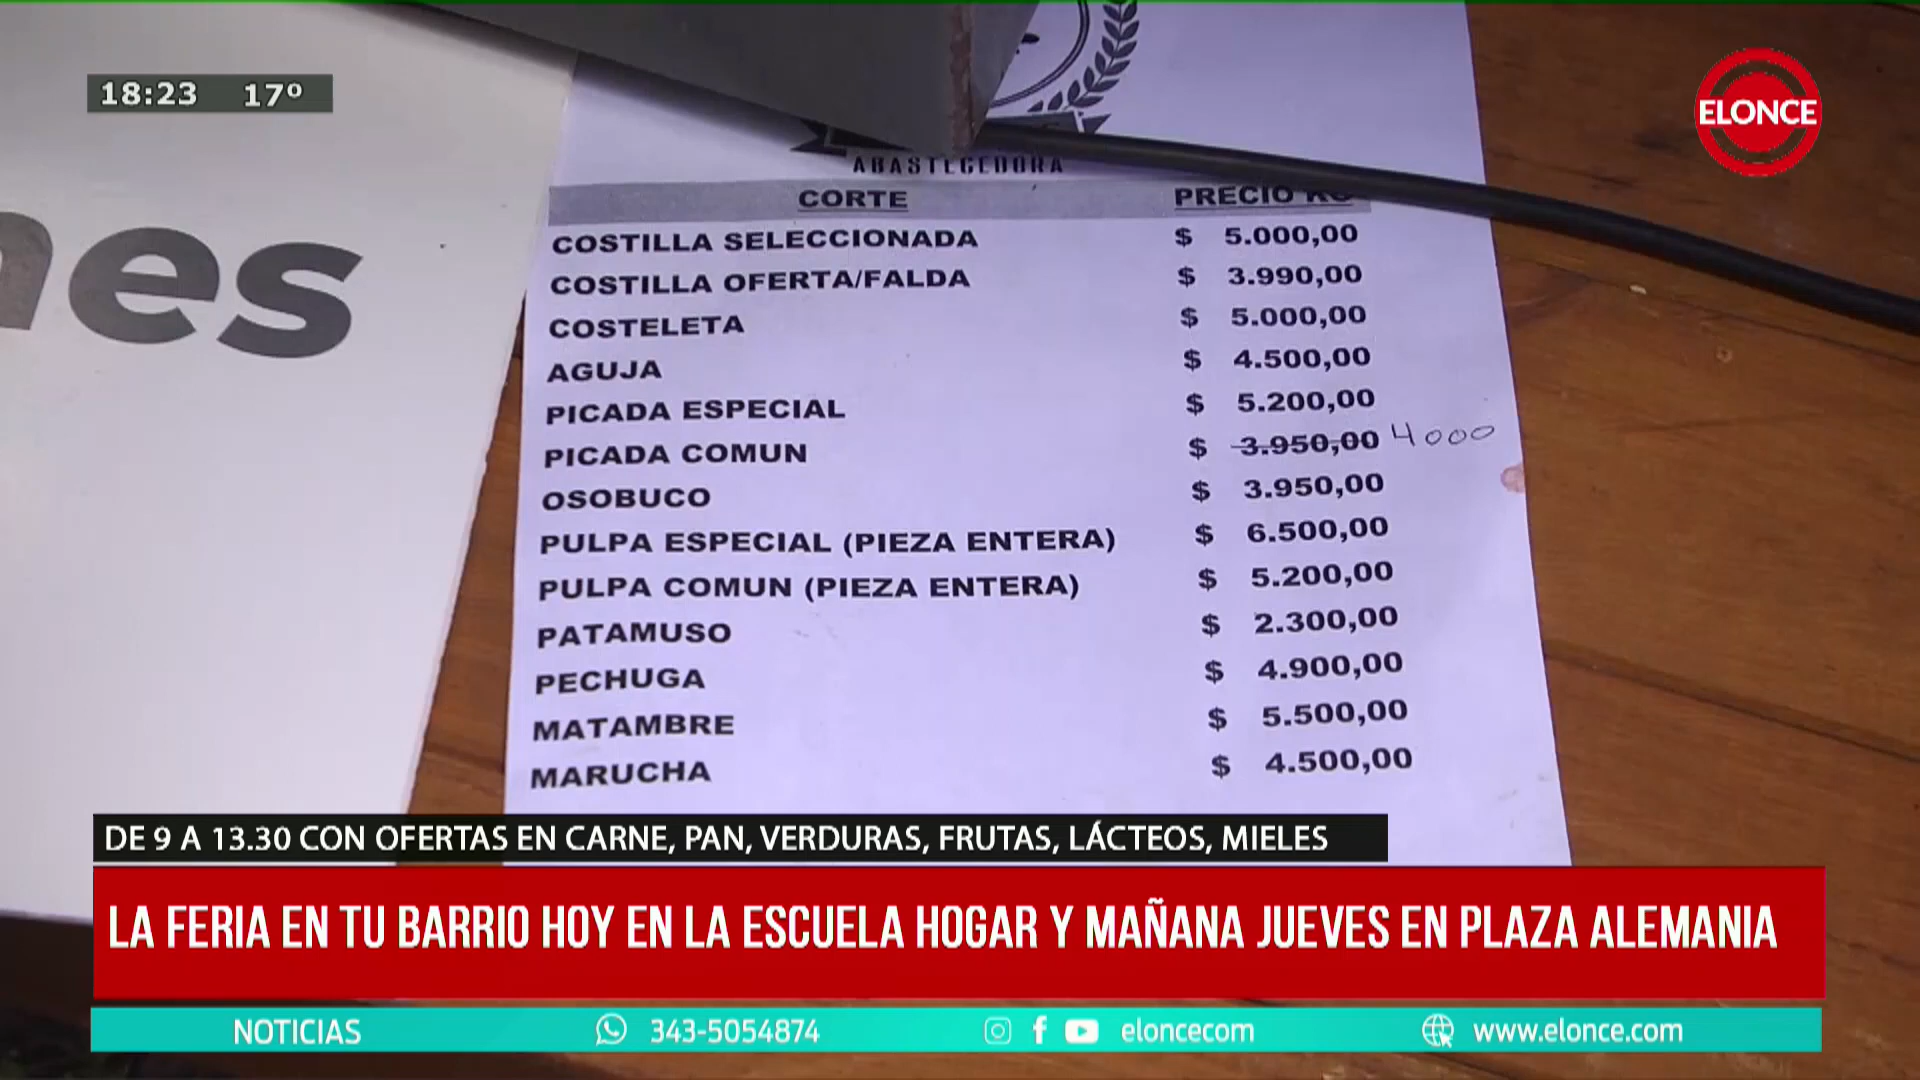 18:23 17º
ELONCE
nes
ABASTECEDORA
CORTE PRECIO KG
COSTILLA SELECCIONADA $ 5.000,00
COSTILLA OFERTA/FALDA $ 3.990,00
COSTELETA $ 5.000,00
AGUJA $ 4.500,00
PICADA ESPECIAL $ 5.200,00
PICADA COMUN $ 3.950,00 4000
OSOBUCO $ 3.950,00
PULPA ESPECIAL (PIEZA ENTERA) $ 6.500,00
PULPA COMUN (PIEZA ENTERA) $ 5.200,00
PATAMUSO $ 2.300,00
PECHUGA $ 4.900,00
MATAMBRE $ 5.500,00
MARUCHA $ 4.500,00
DE 9 A 13.30 CON OFERTAS EN CARNE, PAN, VERDURAS, FRUTAS, LÁCTEOS, MIELES
LA FERIA EN TU BARRIO HOY EN LA ESCUELA HOGAR Y MAÑANA JUEVES EN PLAZA ALEMANIA
NOTICIAS 343-5054874 eloncecom www.elonce.com